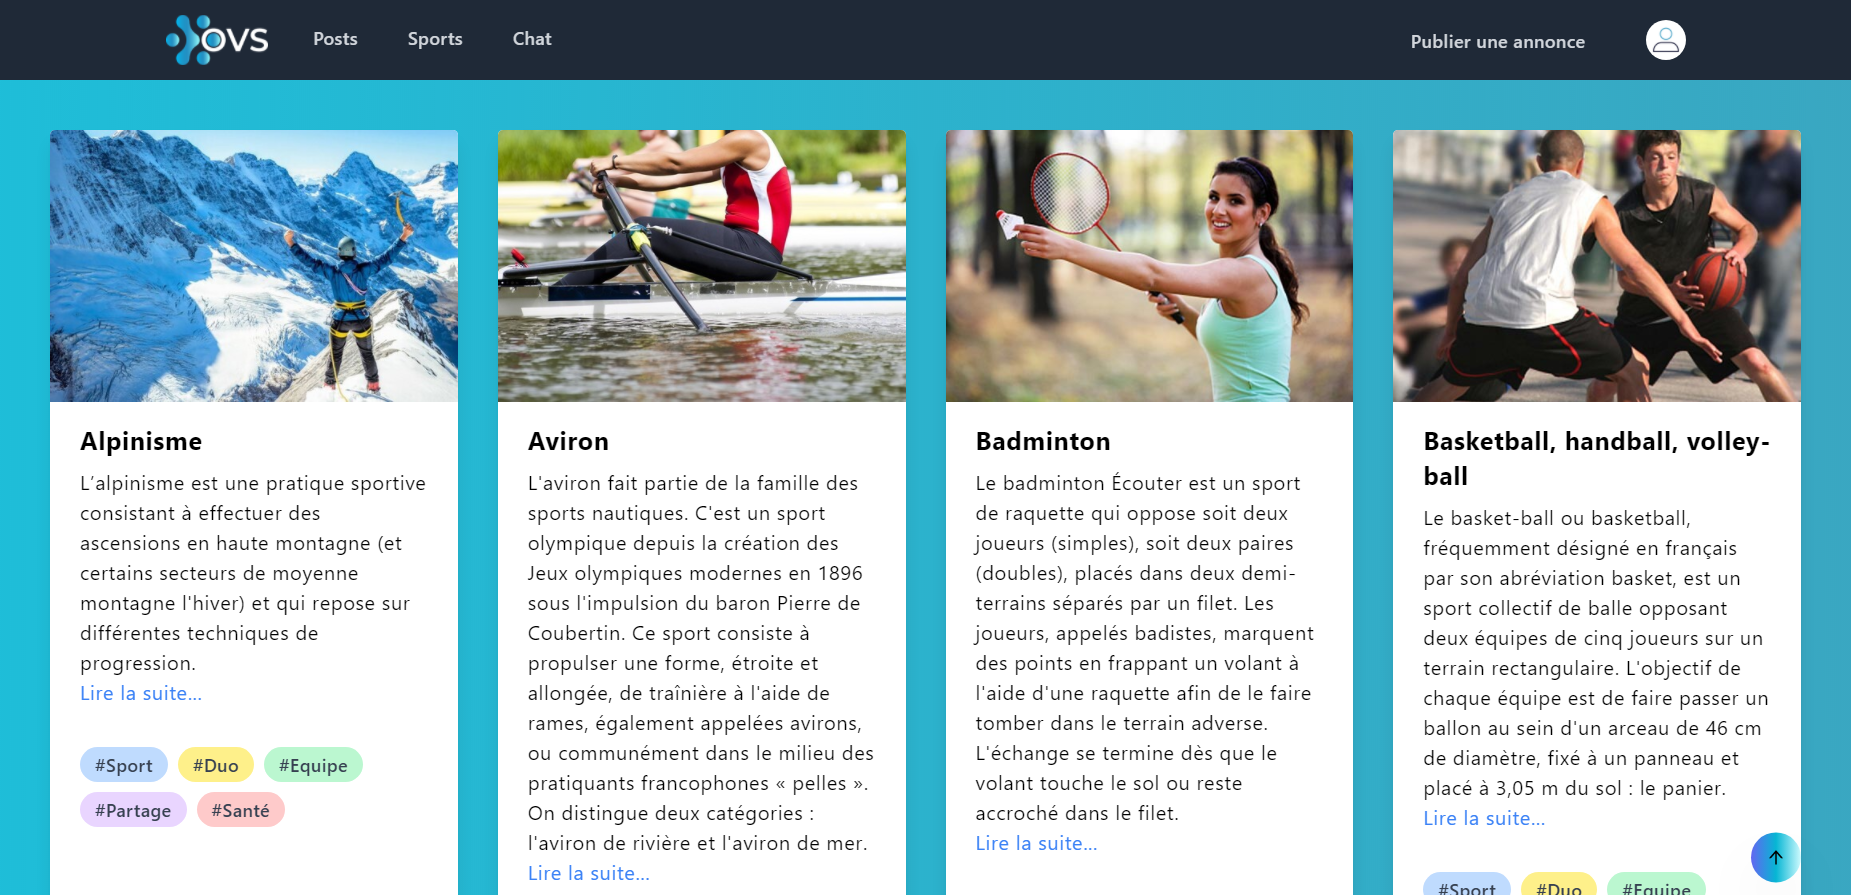 OVS
Posts
Sports
Chat
Publier une annonce
Alpinisme
L’alpinisme est une pratique sportive
consistant à effectuer des
ascensions en haute montagne (et
certains secteurs de moyenne
montagne l'hiver) et qui repose sur
différentes techniques de
progression.
Lire la suite...
#Sport
#Duo
#Equipe
#Partage
#Santé
Aviron
L'aviron fait partie de la famille des
sports nautiques. C'est un sport
olympique depuis la création des
Jeux olympiques modernes en 1896
sous l'impulsion du baron Pierre de
Coubertin. Ce sport consiste à
propulser une forme, étroite et
allongée, de traînière à l'aide de
rames, également appelées avirons,
ou communément dans le milieu des
pratiquants francophones « pelles ».
On distingue deux catégories :
l'aviron de rivière et l'aviron de mer.
Lire la suite...
Badminton
Le badminton Écouter est un sport
de raquette qui oppose soit deux
joueurs (simples), soit deux paires
(doubles), placés dans deux demi-
terrains séparés par un filet. Les
joueurs, appelés badistes, marquent
des points en frappant un volant à
l'aide d'une raquette afin de le faire
tomber dans le terrain adverse.
L'échange se termine dès que le
volant touche le sol ou reste
accroché dans le filet.
Lire la suite...
Basketball, handball, volley-
ball
Le basket-ball ou basketball,
fréquemment désigné en français
par son abréviation basket, est un
sport collectif de balle opposant
deux équipes de cinq joueurs sur un
terrain rectangulaire. L'objectif de
chaque équipe est de faire passer un
ballon au sein d'un arceau de 46 cm
de diamètre, fixé à un panneau et
placé à 3,05 m du sol : le panier.
Lire la suite...
#Sport
#Duo
#Equipe